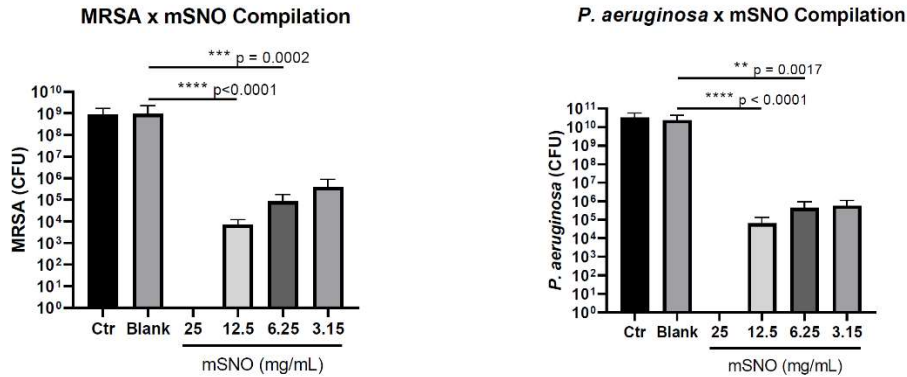 MRSA x mSNO Compilation
*** p = 0.0002
**** p<0.0001
MRSA (CFU)
10¹⁰
10⁹
10⁸
10⁷
10⁶
10⁵
10⁴
10³
10²
10¹
10⁰
Ctr Blank 25 12.5 6.25 3.15
mSNO (mg/mL)
P. aeruginosa x mSNO Compilation
** p = 0.0017
**** p < 0.0001
P. aeruginosa (CFU)
10¹¹
10¹⁰
10⁹
10⁸
10⁷
10⁶
10⁵
10⁴
10³
10²
10¹
10⁰
Ctr Blank 25 12.5 6.25 3.15
mSNO (mg/mL)